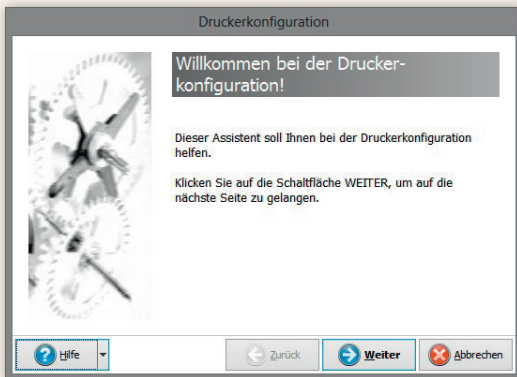 Druckerkonfiguration
Willkommen bei der Drucker-
konfiguration!
Dieser Assistent soll Ihnen bei der Druckerkonfiguration
helfen.
Klicken Sie auf die Schaltfläche WEITER, um auf die
nächste Seite zu gelangen.
Hilfe
Zurück
Weiter
Abbrechen